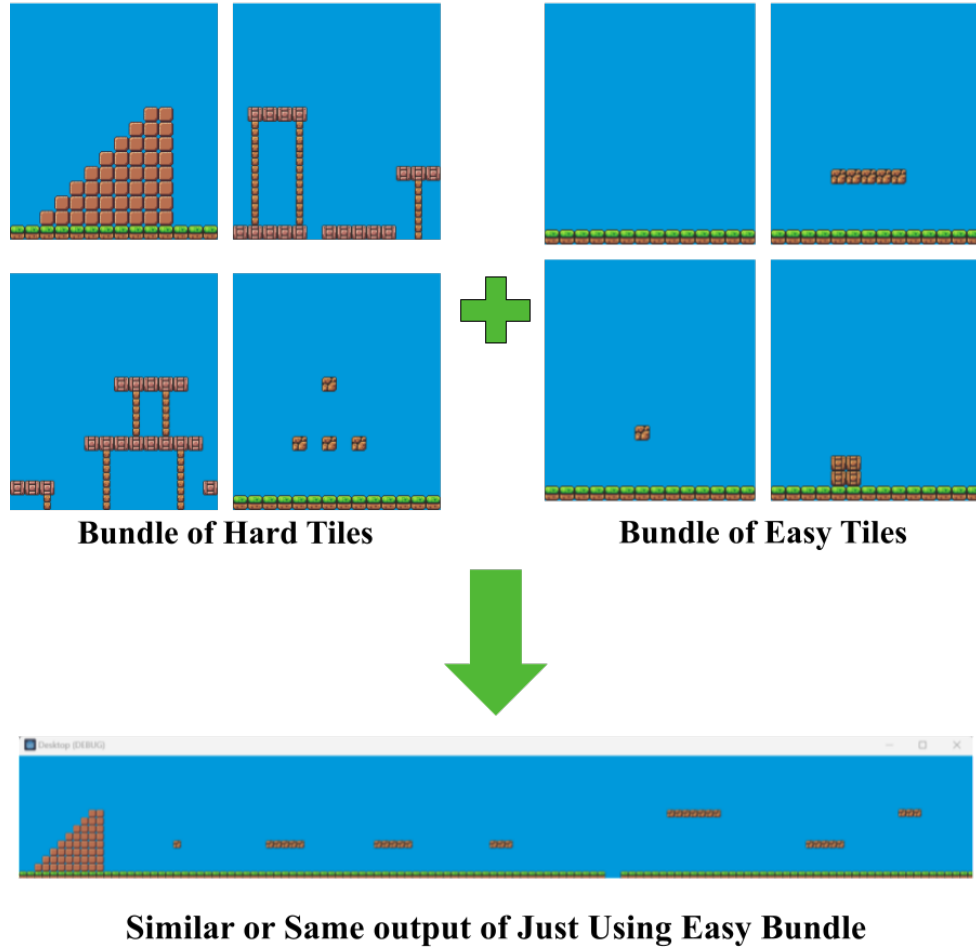 Bundle of Hard Tiles
Bundle of Easy Tiles
Desktop (DEBUG)
Similar or Same output of Just Using Easy Bundle